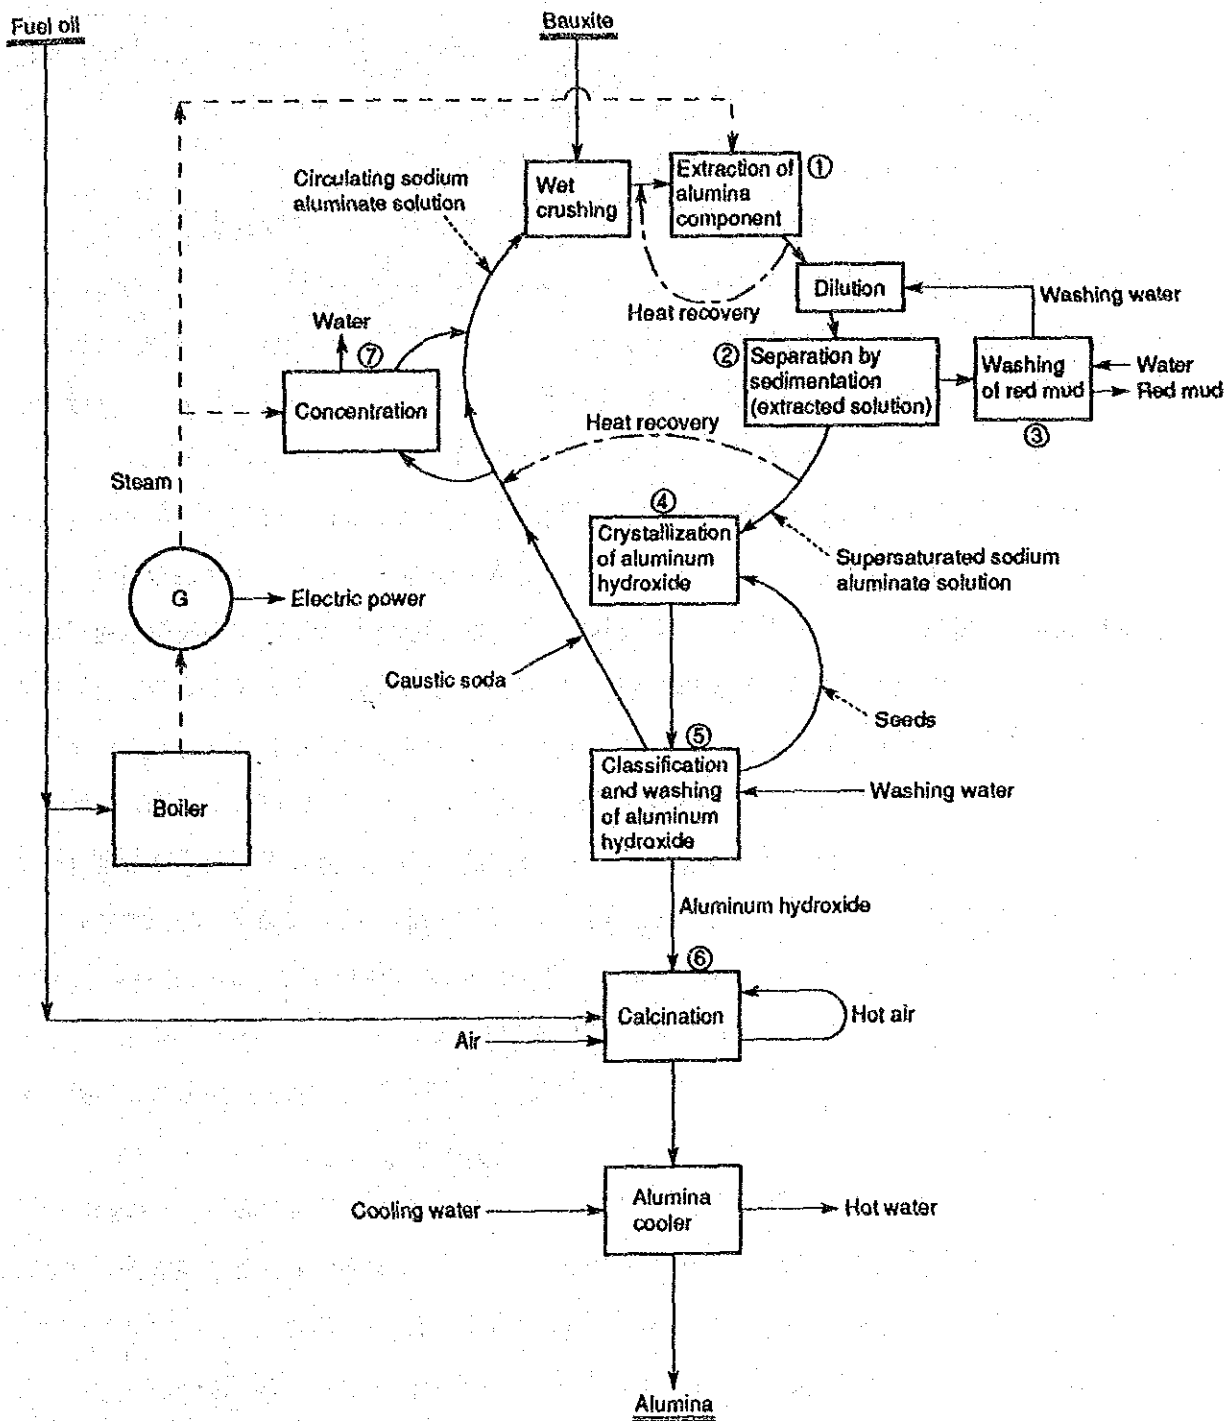 Fuel oil
Bauxite
Wet
crushing
Extraction of
alumina
component
①
Circulating sodium
aluminate solution
Dilution
Washing water
Heat recovery
Water
⑦
Concentration
②
Separation by
sedimentation
(extracted solution)
Washing
of red mud
Water
Red mud
③
Heat recovery
Steam
④
Crystallization
of aluminum
hydroxide
Supersaturated sodium
aluminate solution
G
Electric power
Caustic soda
Seeds
⑤
Classification
and washing
of aluminum
hydroxide
Washing water
Boiler
Aluminum hydroxide
⑥
Calcination
Hot air
Air
Alumina
cooler
Cooling water
Hot water
Alumina